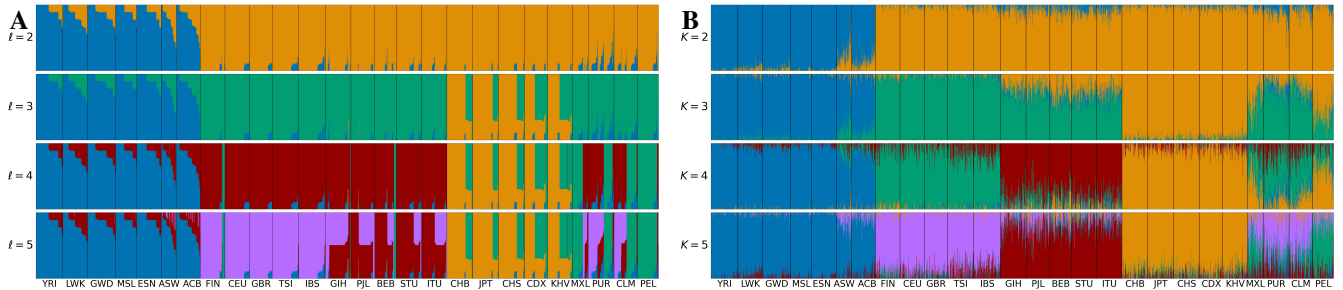 A
ℓ = 2
ℓ = 3
ℓ = 4
ℓ = 5
YRI LWK GWD MSL ESN ASW ACB FIN CEU GBR TSI IBS GIH PJL BEB STU ITU CHB JPT CHS CDX KHV MXL PUR CLM PEL
B
K = 2
K = 3
K = 4
K = 5
YRI LWK GWD MSL ESN ASW ACB FIN CEU GBR TSI IBS GIH PJL BEB STU ITU CHB JPT CHS CDX KHV MXL PUR CLM PEL